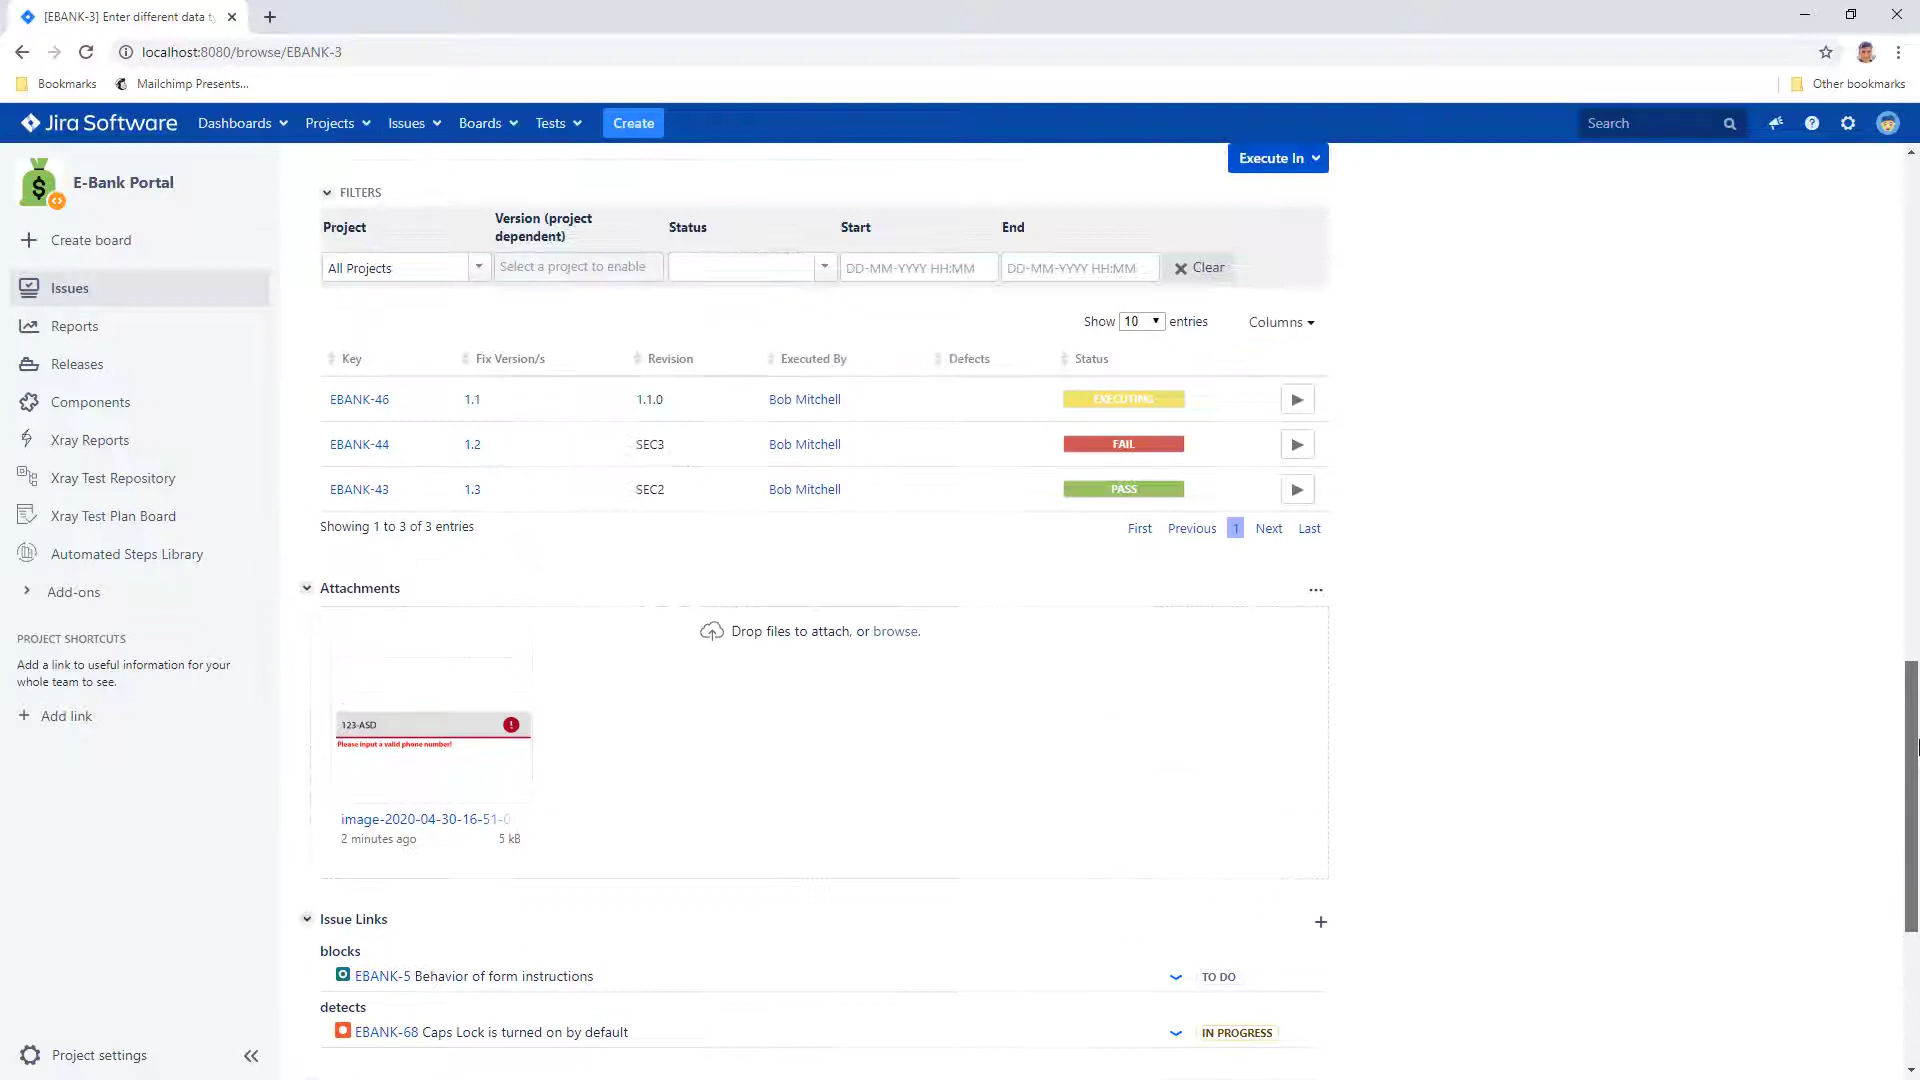 [EBANK-3] Enter different data t
localhost:8080/browse/EBANK-3
Bookmarks
Mailchimp Presents...
Other bookmarks
Jira Software
Dashboards
Projects
Issues
Boards
Tests
Create
Search
E-Bank Portal
Create board
Issues
Reports
Releases
Components
Xray Reports
Xray Test Repository
Xray Test Plan Board
Automated Steps Library
Add-ons
PROJECT SHORTCUTS
Add a link to useful information for your
whole team to see.
Add link
Project settings
Execute In
FILTERS
Project
Version (project
dependent)
Status
Start
End
All Projects
Select a project to enable
DD-MM-YYYY HH:MM
DD-MM-YYYY HH:MM
Clear
Show 10 entries
Columns
Key Fix Version/s Revision Executed By Defects Status
EBANK-46 1.1 1.1.0 Bob Mitchell EXECUTING
EBANK-44 1.2 SEC3 Bob Mitchell FAIL
EBANK-43 1.3 SEC2 Bob Mitchell PASS
Showing 1 to 3 of 3 entries
First Previous 1 Next Last
Attachments
Drop files to attach, or browse.
123-ASD
Please input a valid phone number!
image-2020-04-30-16-51-0
2 minutes ago 5 kB
Issue Links
blocks
EBANK-5 Behavior of form instructions TO DO
detects
EBANK-68 Caps Lock is turned on by default IN PROGRESS